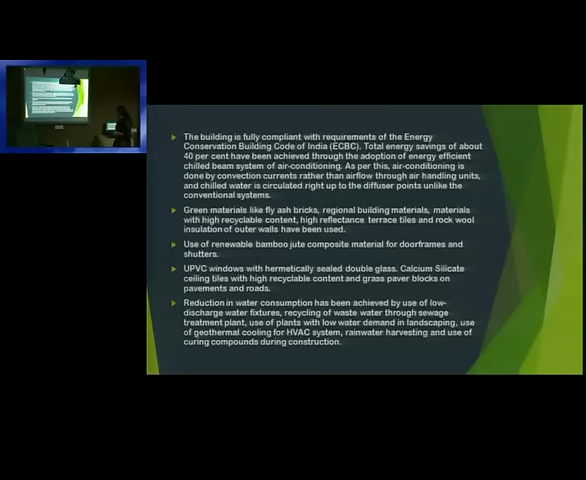 The building is fully compliant with requirements of the Energy
Conservation Building Code of India (ECBC). Total energy savings of about
40 per cent have been achieved through the adoption of energy efficient
chilled beam system of air-conditioning. As per this, air-conditioning is
done by convection currents rather than airflow through air handling units,
and chilled water is circulated right up to the diffuser points unlike the
conventional systems.
Green materials like fly ash bricks, regional building materials, materials
with high recyclable content, high reflectance terrace tiles and rock wool
insulation of outer walls have been used.
Use of renewable bamboo jute composite material for doorframes and
shutters.
UPVC windows with hermetically sealed double glass. Calcium Silicate
ceiling tiles with high recyclable content and grass paver blocks on
pavements and roads.
Reduction in water consumption has been achieved by use of low-
discharge water fixtures, recycling of waste water through sewage
treatment plant, use of plants with low water demand in landscaping, use
of geothermal cooling for HVAC system, rainwater harvesting and use of
curing compounds during construction.